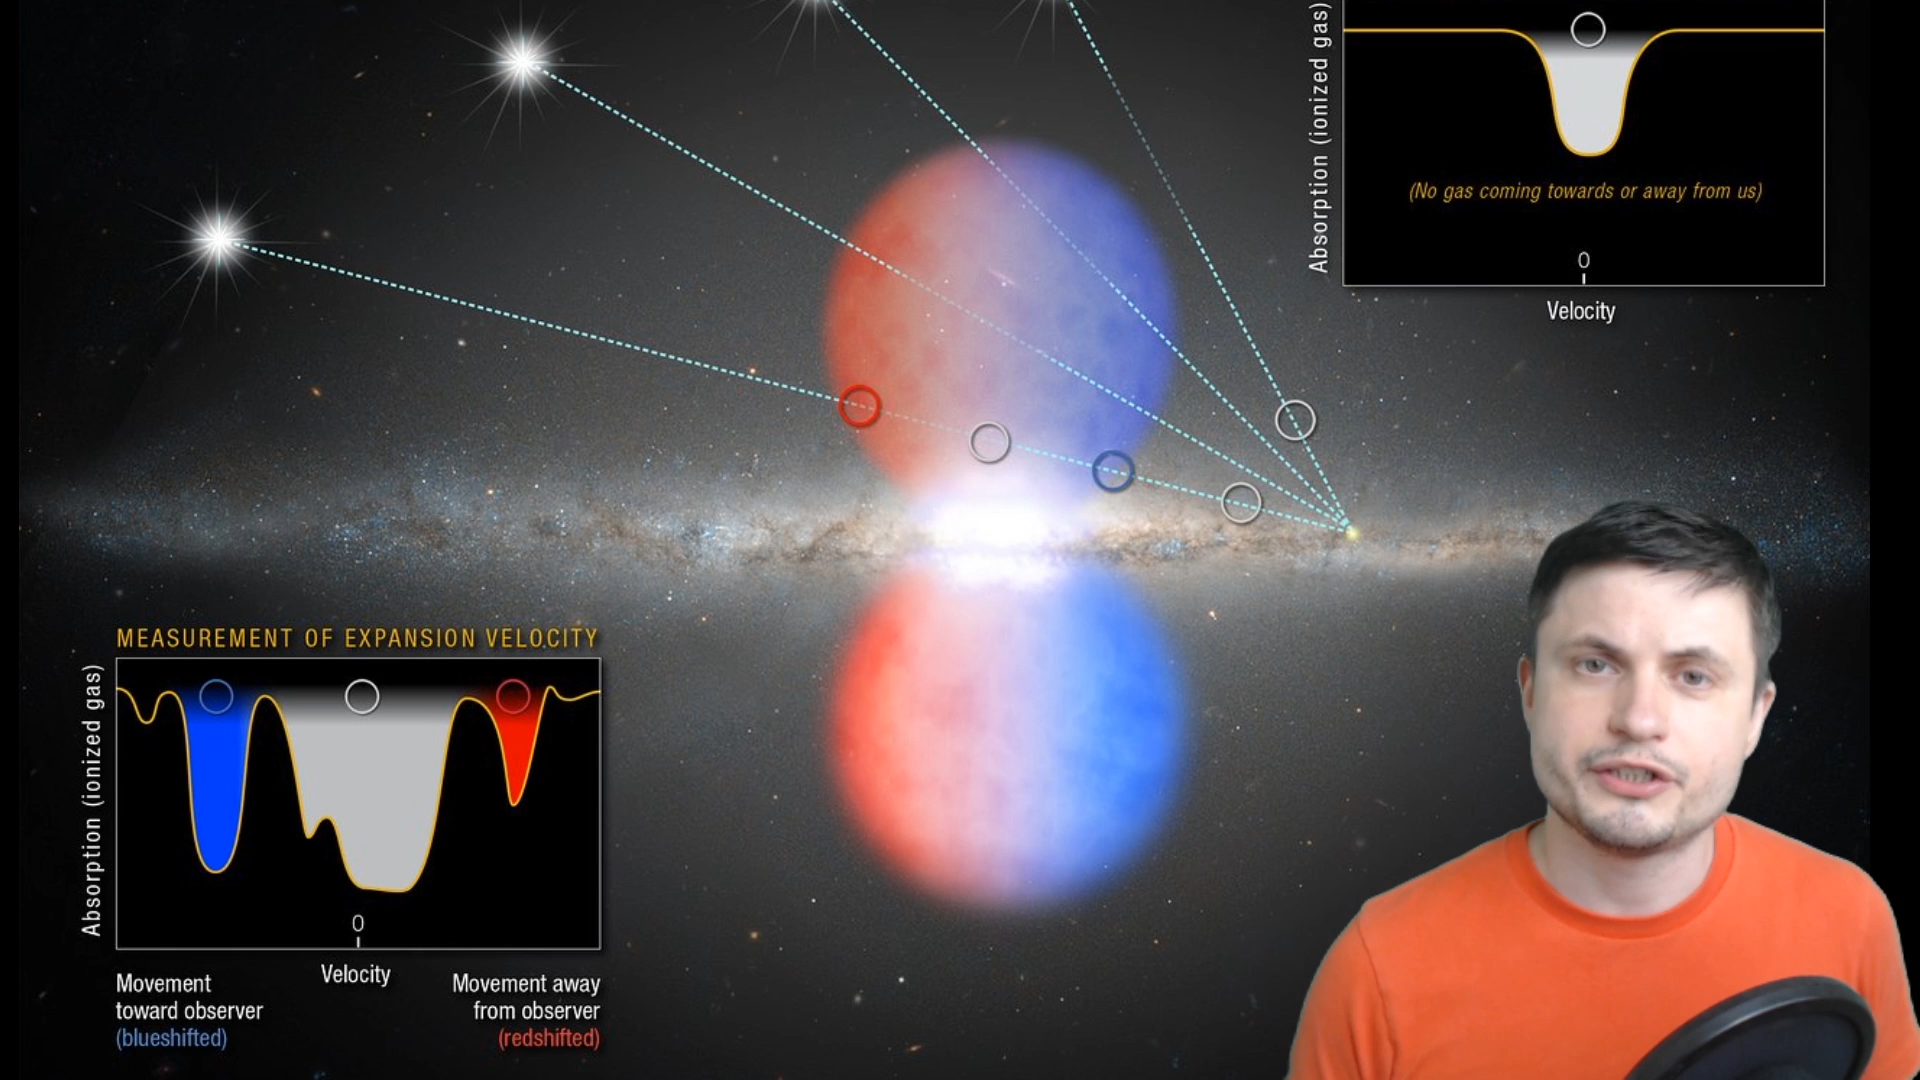 Absorption (ionized gas)
(No gas coming towards or away from us)
0
Velocity
MEASUREMENT OF EXPANSION VELOCITY
Absorption (ionized gas)
0
Velocity
Movement
toward observer
(blueshifted)
Movement away
from observer
(redshifted)